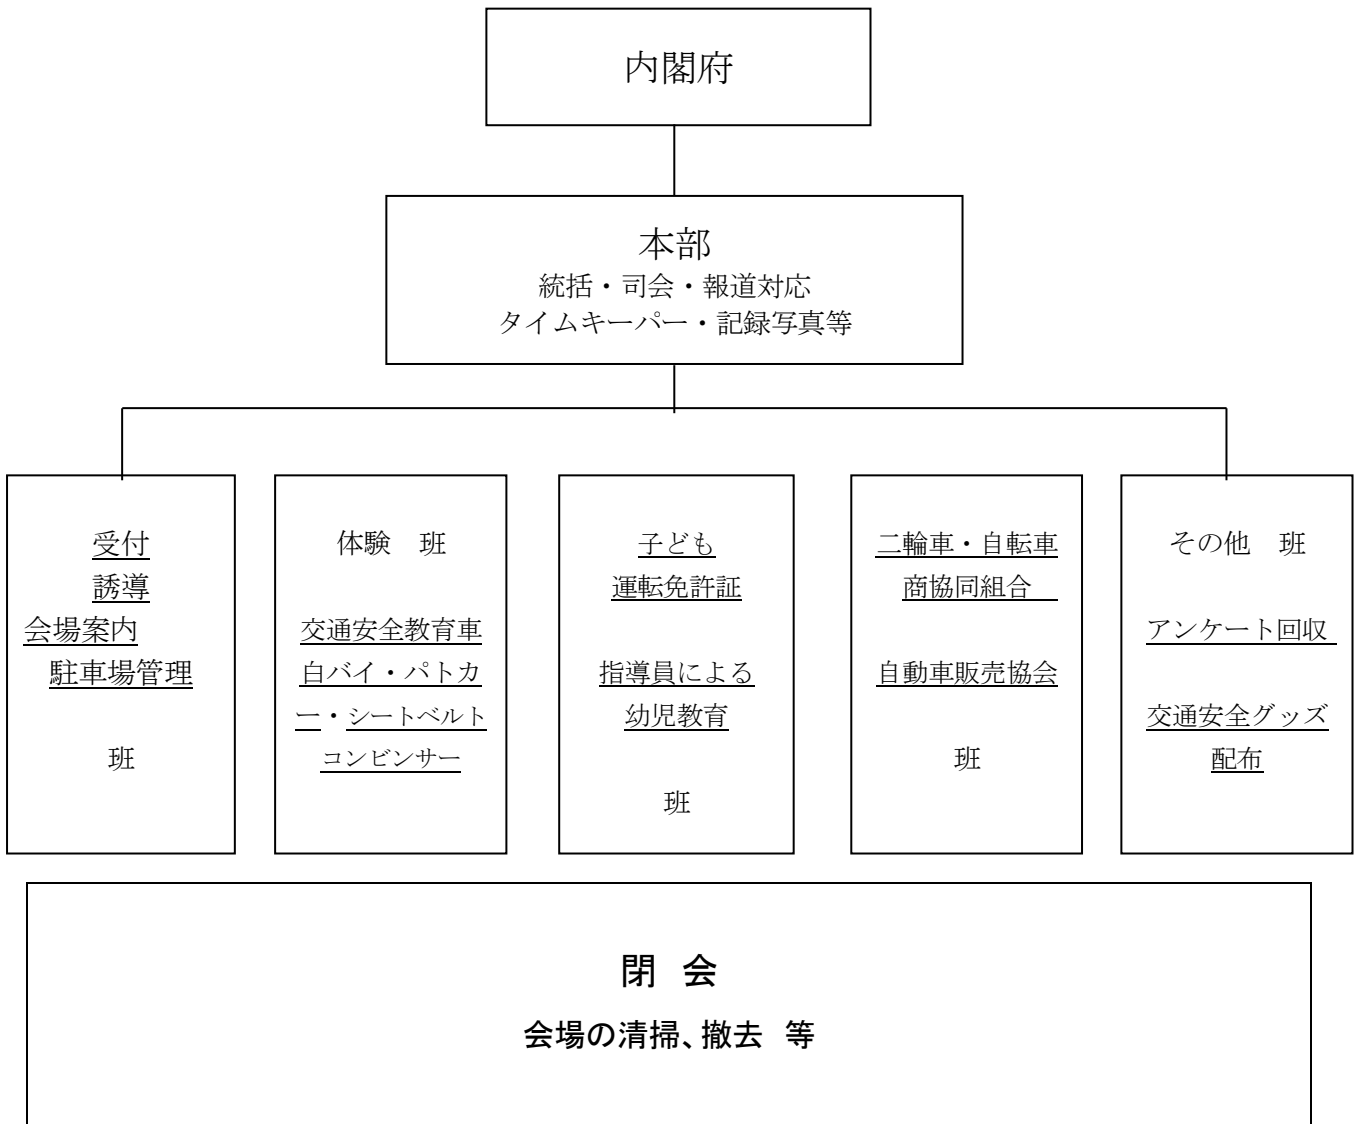 内閣府
本部
統括・司会・報道対応
タイムキーパー・記録写真等
受付
誘導
会場案内
駐車場管理
班
体験　班
交通安全教育車
白バイ・パトカ
ー・シートベルト
コンビンサー
子ども
運転免許証
指導員による
幼児教育
班
二輪車・自転車
商協同組合
自動車販売協会
班
その他　班
アンケート回収
交通安全グッズ
配布
閉　会
会場の清掃、撤去　等